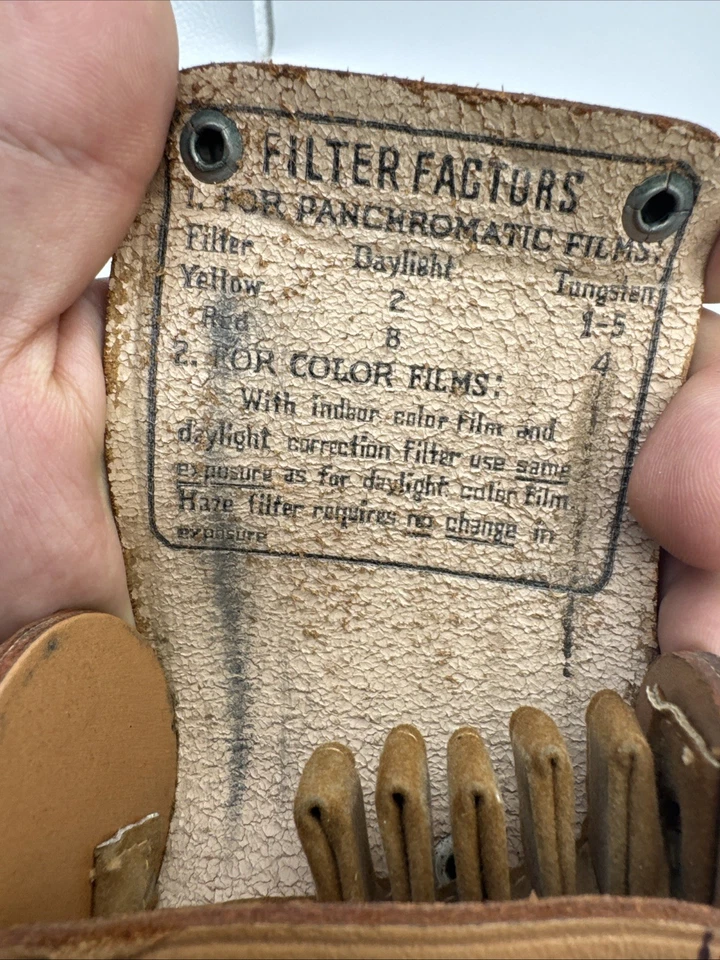 FILTER FACTORS
1. FOR PANCHROMATIC FILMS:
Filter Daylight Tungsten
Yellow 2 1-5
Red 8 4
2. FOR COLOR FILMS:
With indoor color film and
daylight correction filter use same
exposure as for daylight color film
Haze filter requires no change in
exposure